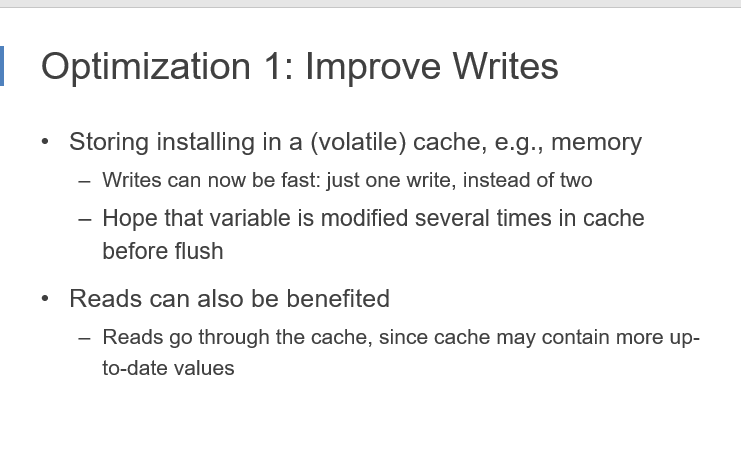 Optimization 1: Improve Writes
• Storing installing in a (volatile) cache, e.g., memory
– Writes can now be fast: just one write, instead of two
– Hope that variable is modified several times in cache
before flush
• Reads can also be benefited
– Reads go through the cache, since cache may contain more up-
to-date values